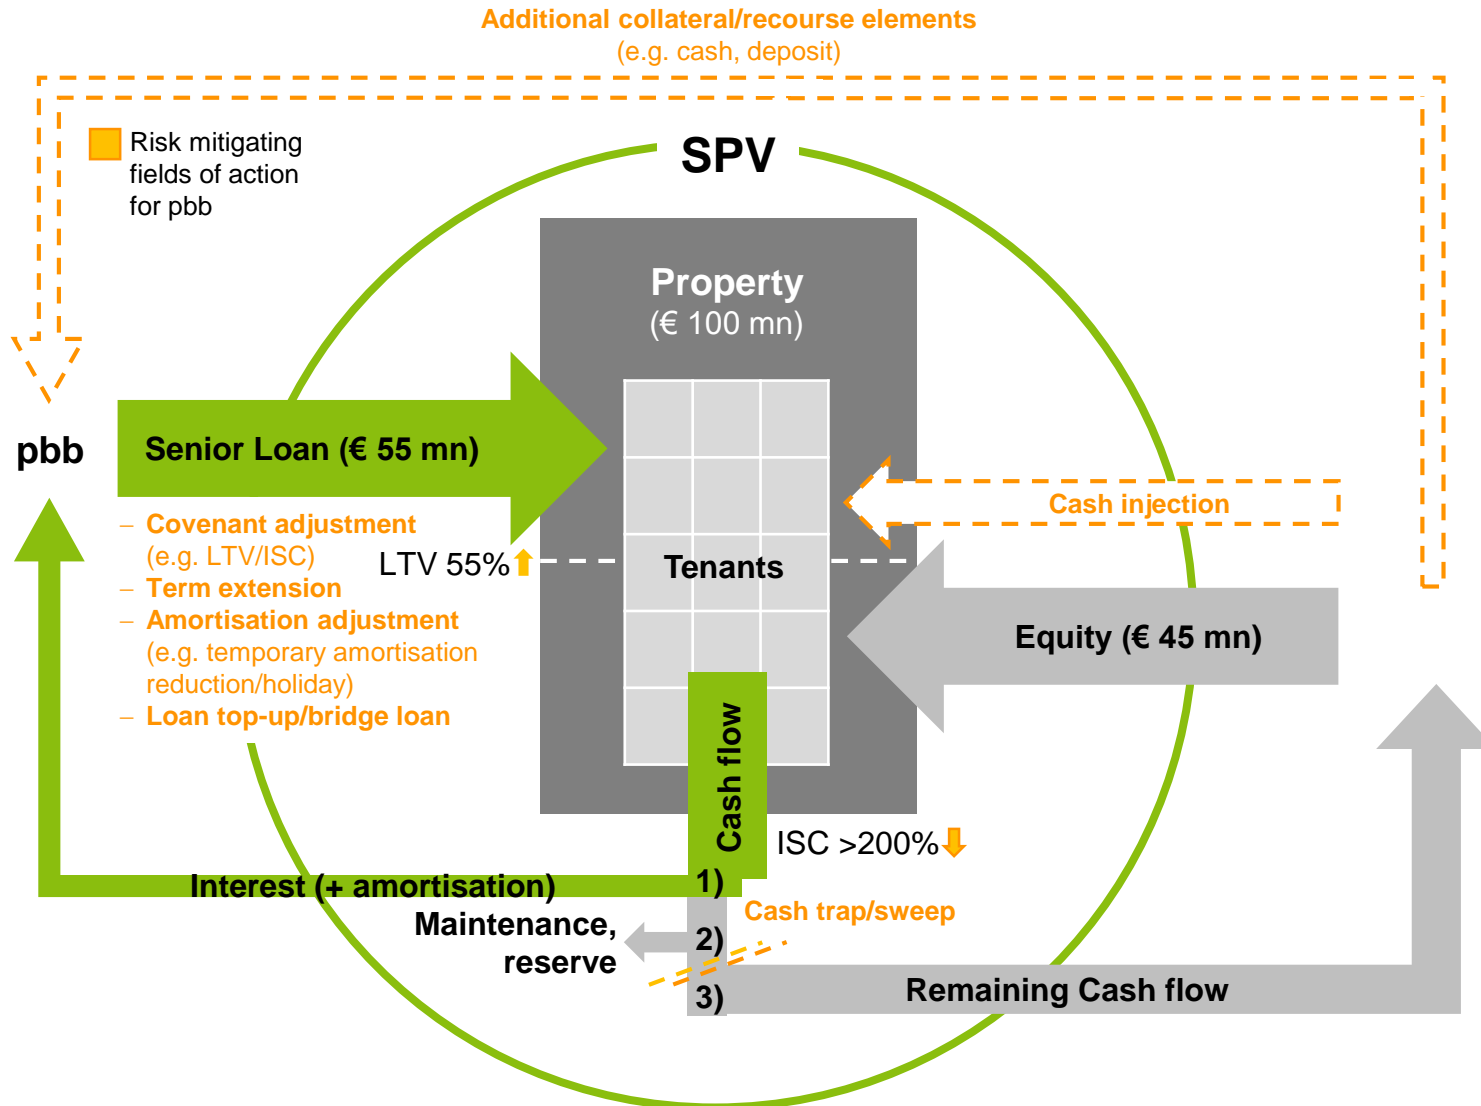 Additional collateral/recourse elements
(e.g. cash, deposit)
Risk mitigating
fields of action
for pbb
SPV
Property
(€ 100 mn)
pbb
Senior Loan (€ 55 mn)
Cash injection
– Covenant adjustment
(e.g. LTV/ISC)
– Term extension
– Amortisation adjustment
(e.g. temporary amortisation
reduction/holiday)
– Loan top-up/bridge loan
LTV 55%
Tenants
Equity (€ 45 mn)
Cash flow
ISC >200%
1)
Interest (+ amortisation)
Cash trap/sweep
Maintenance,
reserve
2)
3)
Remaining Cash flow